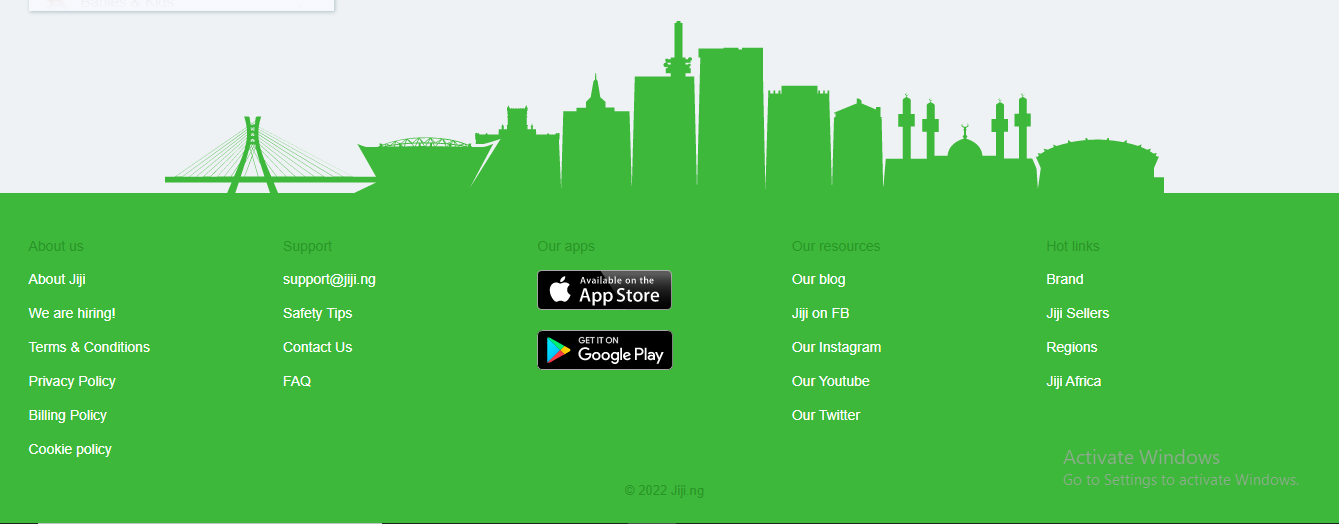 Babies & Kids
About us
About Jiji
We are hiring!
Terms & Conditions
Privacy Policy
Billing Policy
Cookie policy
Support
support@jiji.ng
Safety Tips
Contact Us
FAQ
Our apps
Available on the
App Store
GET IT ON
Google Play
Our resources
Our blog
Jiji on FB
Our Instagram
Our Youtube
Our Twitter
Hot links
Brand
Jiji Sellers
Regions
Jiji Africa
Activate Windows
Go to Settings to activate Windows.
© 2022 Jiji.ng